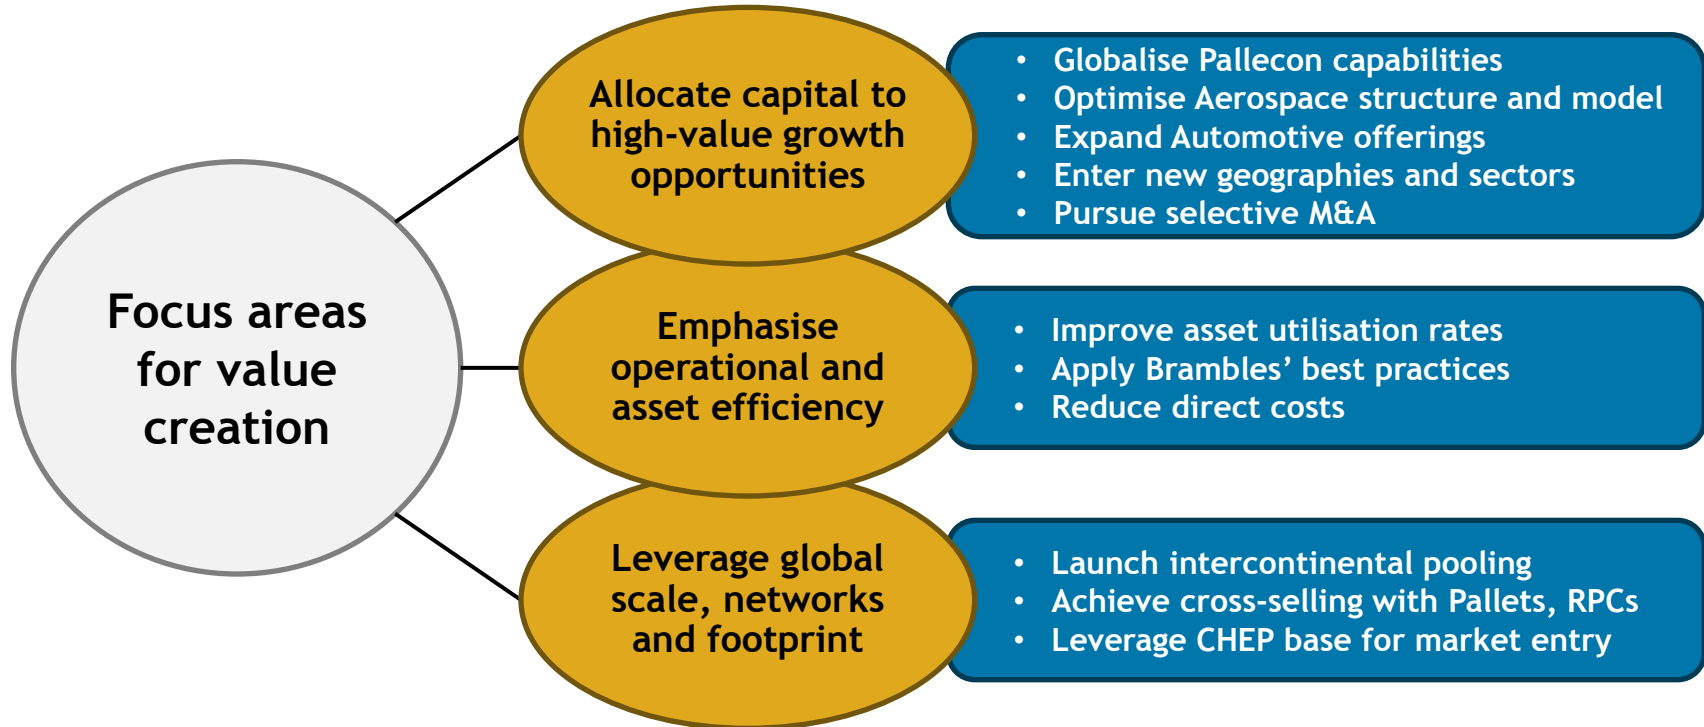 Focus areas
for value
creation
Allocate capital to
high-value growth
opportunities
• Globalise Pallecon capabilities
• Optimise Aerospace structure and model
• Expand Automotive offerings
• Enter new geographies and sectors
• Pursue selective M&A
Emphasise
operational and
asset efficiency
• Improve asset utilisation rates
• Apply Brambles’ best practices
• Reduce direct costs
Leverage global
scale, networks
and footprint
• Launch intercontinental pooling
• Achieve cross-selling with Pallets, RPCs
• Leverage CHEP base for market entry